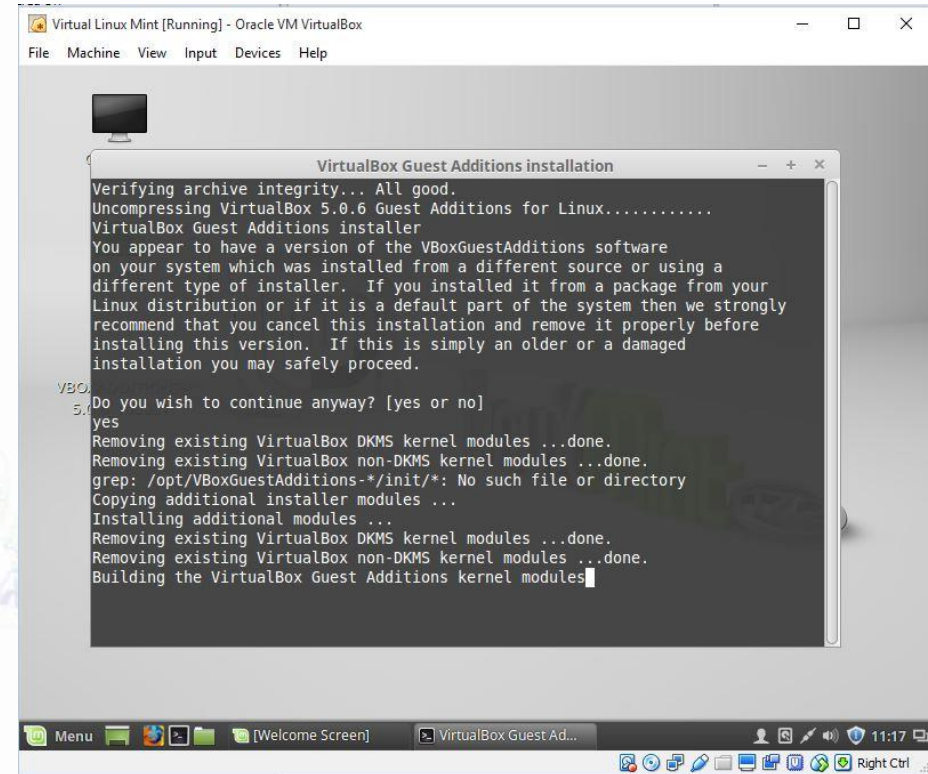 Virtual Linux Mint [Running] - Oracle VM VirtualBox
File Machine View Input Devices Help
VirtualBox Guest Additions installation
Verifying archive integrity... All good.
Uncompressing VirtualBox 5.0.6 Guest Additions for Linux............
VirtualBox Guest Additions installer
You appear to have a version of the VBoxGuestAdditions software
on your system which was installed from a different source or using a
different type of installer.  If you installed it from a package from your
Linux distribution or if it is a default part of the system then we strongly
recommend that you cancel this installation and remove it properly before
installing this version.  If this is simply an older or a damaged
installation you may safely proceed.
VBO
5.0
Do you wish to continue anyway? [yes or no]
yes
Removing existing VirtualBox DKMS kernel modules ...done.
Removing existing VirtualBox non-DKMS kernel modules ...done.
grep: /opt/VBoxGuestAdditions-*/init/*: No such file or directory
Copying additional installer modules ...
Installing additional modules ...
Removing existing VirtualBox DKMS kernel modules ...done.
Removing existing VirtualBox non-DKMS kernel modules ...done.
Building the VirtualBox Guest Additions kernel modules
Menu [Welcome Screen] VirtualBox Guest Ad... 11:17
Right Ctrl